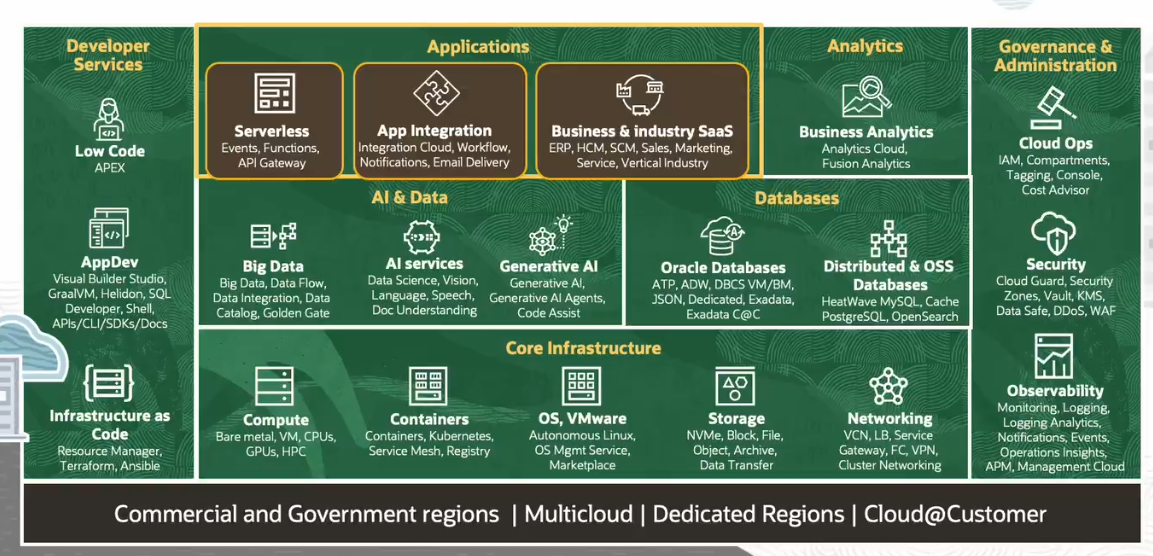 Developer
Services
Low Code
APEX
AppDev
Visual Builder Studio,
GraalVM, Helidon, SQL
Developer, Shell,
APIs/CLI/SDKs/Docs
Infrastructure as
Code
Resource Manager,
Terraform, Ansible
Applications
Serverless
Events, Functions,
API Gateway
App Integration
Integration Cloud, Workflow,
Notifications, Email Delivery
Business & industry SaaS
ERP, HCM, SCM, Sales, Marketing,
Service, Vertical Industry
Analytics
Business Analytics
Analytics Cloud,
Fusion Analytics
AI & Data
Big Data
Big Data, Data Flow,
Data Integration, Data
Catalog, Golden Gate
AI services
Data Science, Vision,
Language, Speech,
Doc Understanding
Generative AI
Generative AI,
Generative AI Agents,
Code Assist
Databases
Oracle Databases
ATP, ADW, DBCS VM/BM,
JSON, Dedicated, Exadata,
Exadata C@C
Distributed & OSS
Databases
HeatWave MySQL, Cache
PostgreSQL, OpenSearch
Core Infrastructure
Compute
Bare metal, VM, CPUs,
GPUs, HPC
Containers
Containers, Kubernetes,
Service Mesh, Registry
OS, VMware
Autonomous Linux,
OS Mgmt Service,
Marketplace
Storage
NVMe, Block, File,
Object, Archive,
Data Transfer
Networking
VCN, LB, Service
Gateway, FC, VPN,
Cluster Networking
Governance &
Administration
Cloud Ops
IAM, Compartments,
Tagging, Console,
Cost Advisor
Security
Cloud Guard, Security
Zones, Vault, KMS,
Data Safe, DDoS, WAF
Observability
Monitoring, Logging,
Logging Analytics,
Notifications, Events,
Operations Insights,
APM, Management Cloud
Commercial and Government regions | Multicloud | Dedicated Regions | Cloud@Customer